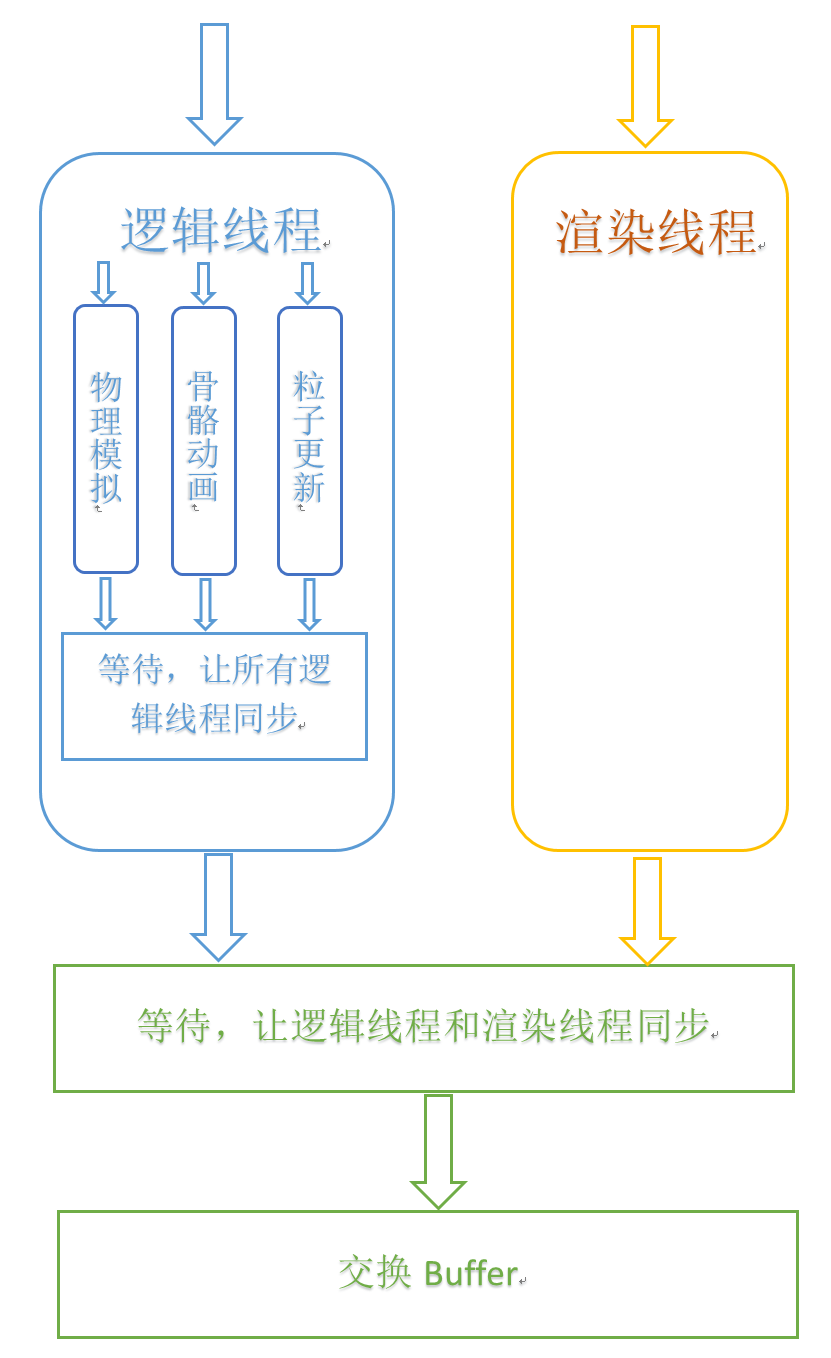 逻辑线程
渲染线程
物理模拟
骨骼动画
粒子更新
等待，让所有逻
辑线程同步
等待，让逻辑线程和渲染线程同步
交换 Buffer